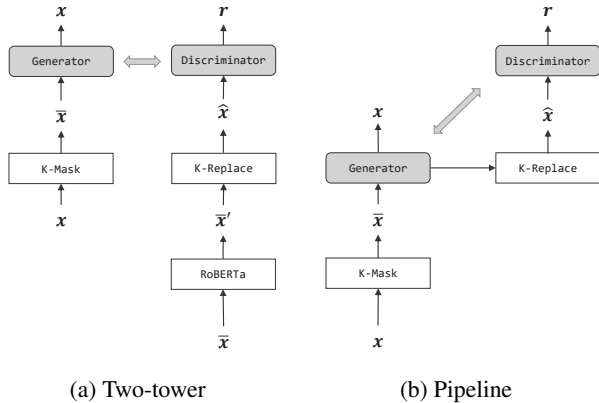 x
r
Generator
Discriminator
x̄
x̂
K-Mask
K-Replace
x
x̄′
RoBERTa
x̄
(a) Two-tower
r
Discriminator
x
x̂
Generator
K-Replace
x̄
K-Mask
x
(b) Pipeline